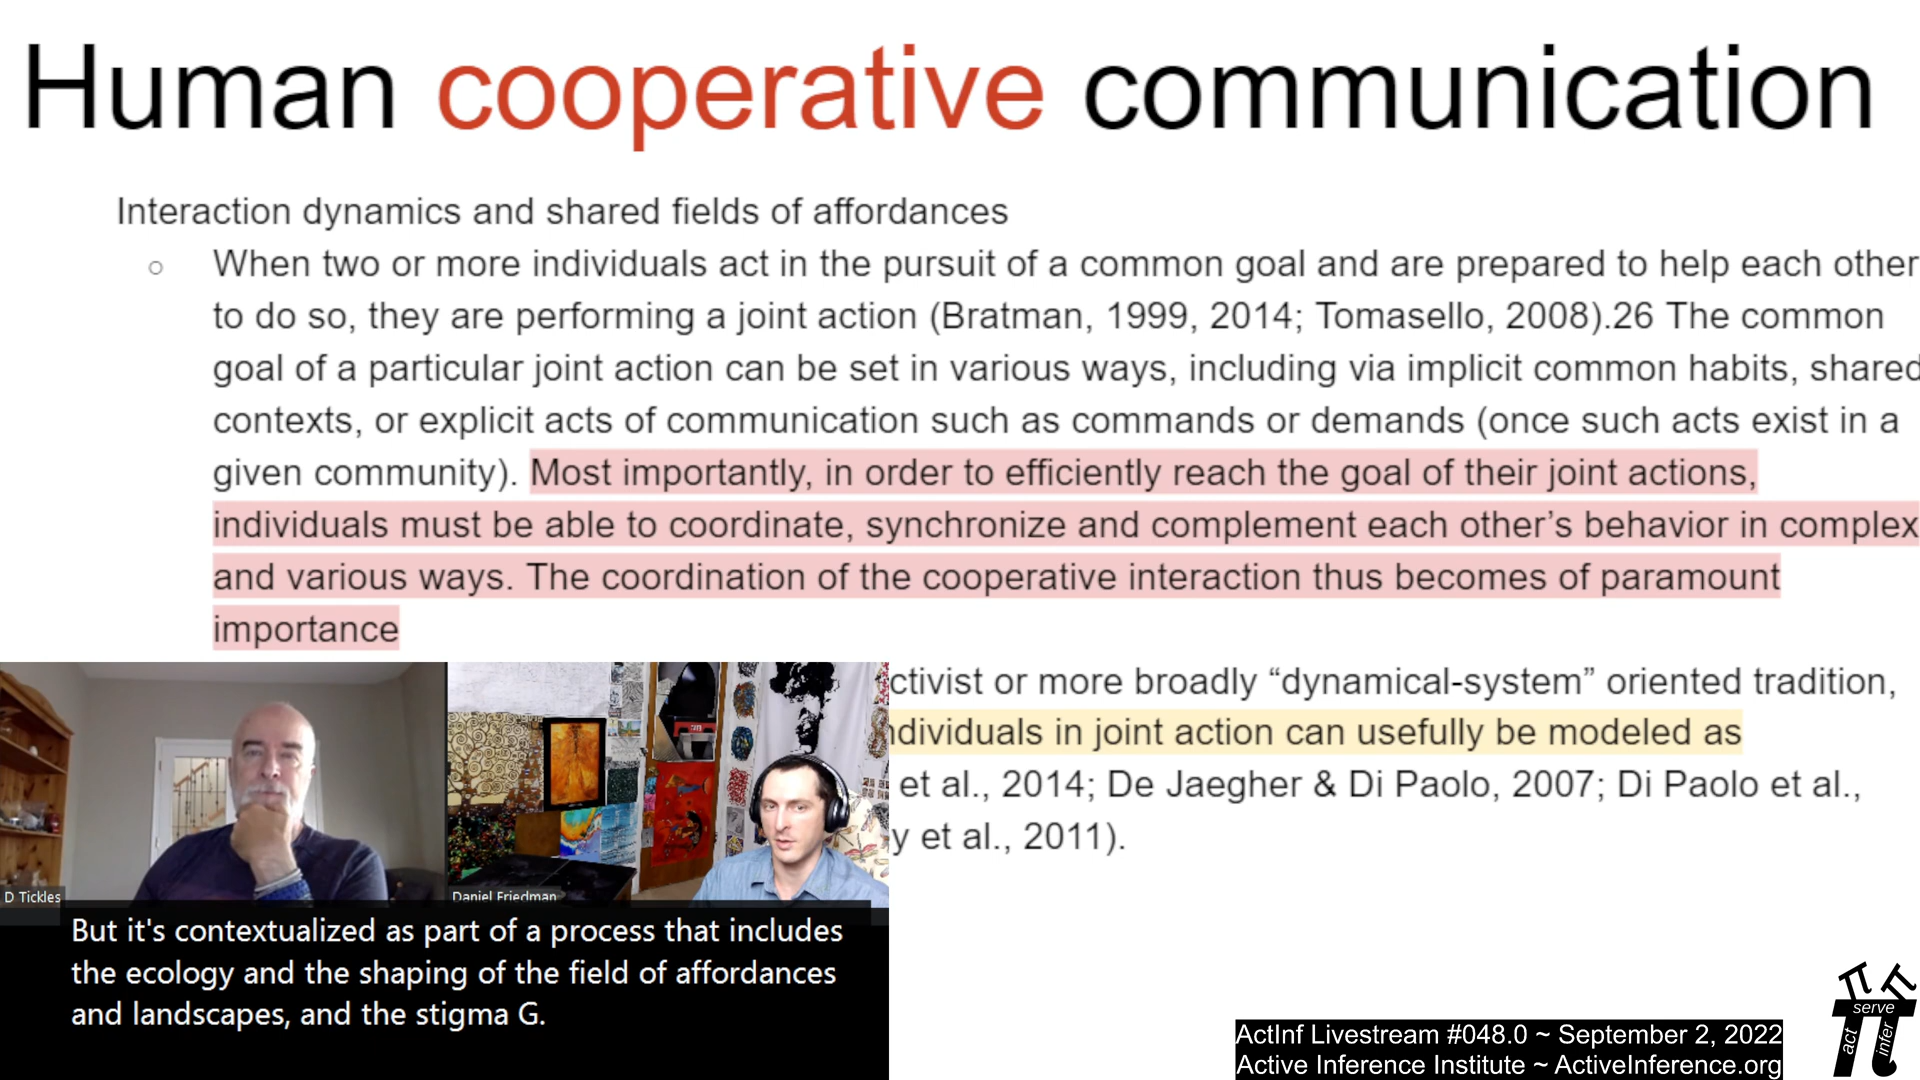 Human cooperative communication
Interaction dynamics and shared fields of affordances
○ When two or more individuals act in the pursuit of a common goal and are prepared to help each other
to do so, they are performing a joint action (Bratman, 1999, 2014; Tomasello, 2008).26 The common
goal of a particular joint action can be set in various ways, including via implicit common habits, shared
contexts, or explicit acts of communication such as commands or demands (once such acts exist in a
given community). Most importantly, in order to efficiently reach the goal of their joint actions,
individuals must be able to coordinate, synchronize and complement each other’s behavior in complex
and various ways. The coordination of the cooperative interaction thus becomes of paramount
importance
ctivist or more broadly “dynamical-system” oriented tradition,
ndividuals in joint action can usefully be modeled as
et al., 2014; De Jaegher & Di Paolo, 2007; Di Paolo et al.,
y et al., 2011).
D Tickles
Daniel Friedman
But it's contextualized as part of a process that includes
the ecology and the shaping of the field of affordances
and landscapes, and the stigma G.
ActInf Livestream #048.0 ~ September 2, 2022
Active Inference Institute ~ ActiveInference.org
serve
act
infer